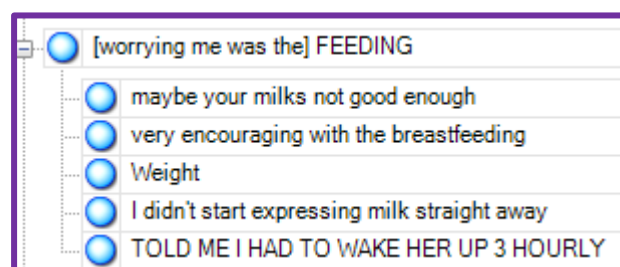 [worrying me was the] FEEDING
maybe your milks not good enough
very encouraging with the breastfeeding
Weight
I didn't start expressing milk straight away
TOLD ME I HAD TO WAKE HER UP 3 HOURLY